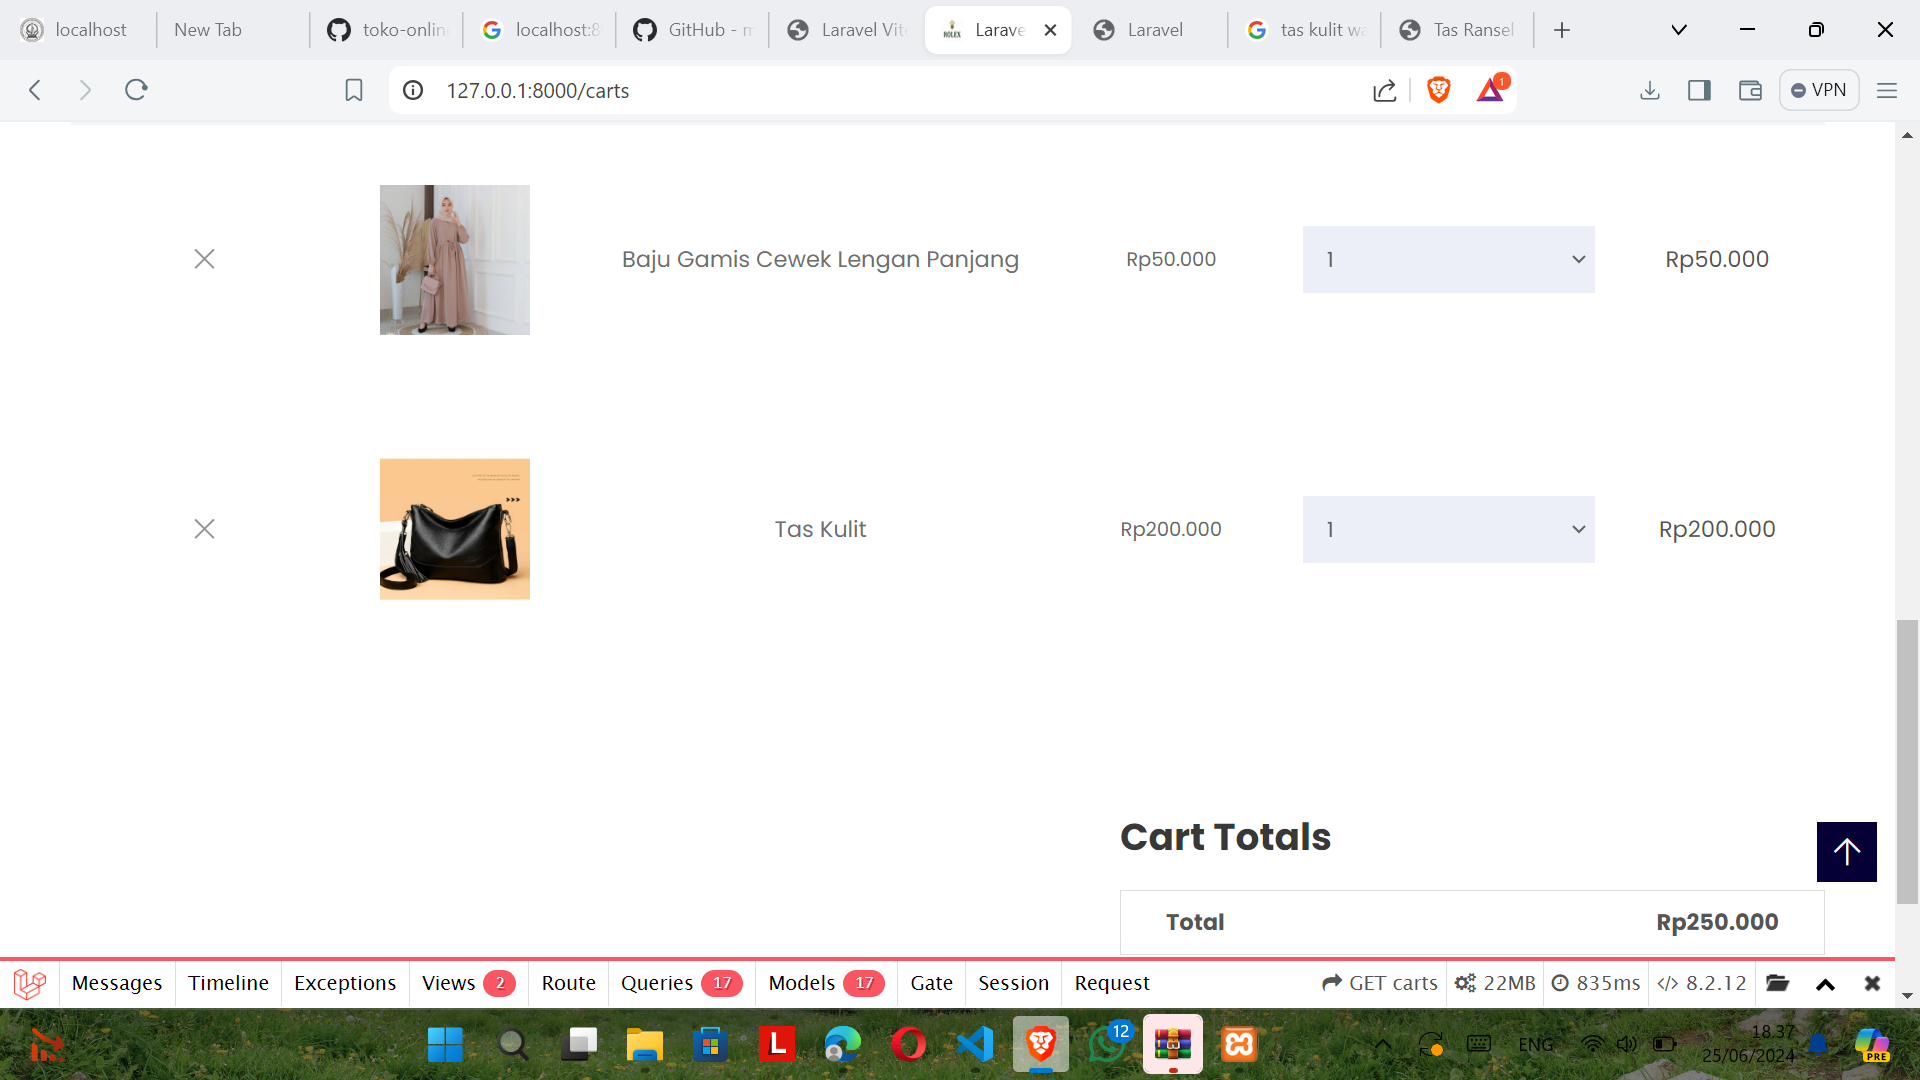 localhost
New Tab
toko-onlin
localhost:8
GitHub - m
Laravel Vit
Larave
Laravel
tas kulit wa
Tas Ransel
127.0.0.1:8000/carts
1
VPN
Baju Gamis Cewek Lengan Panjang Rp50.000 1 Rp50.000
Tas Kulit Rp200.000 1 Rp200.000
Cart Totals
Total Rp250.000
Messages Timeline Exceptions Views 2 Route Queries 17 Models 17 Gate Session Request GET carts 22MB 835ms 8.2.12
L
12
ENG
18.37
25/06/2024
PRE